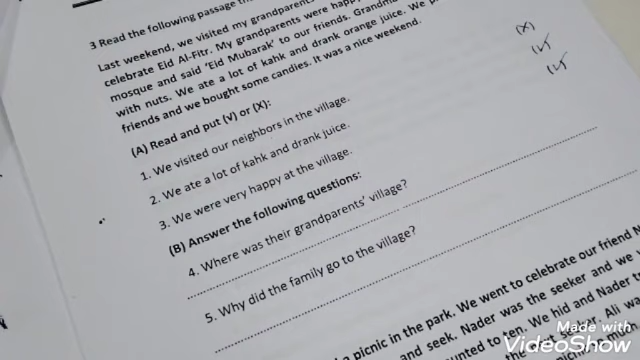 3 Read the following passage
Last weekend, we visited my grandparents
celebrate Eid Al-Fitr. My grandparents were happy
mosque and said 'Eid Mubarak' to our friends.
with nuts. We ate a lot of kahk and drank orange juice. We
friends and we bought some candies. It was a nice weekend.
(A) Read and put (√) or (X):
1. We visited our neighbors in the village. (X)
2. We ate a lot of kahk and drank juice. (√)
3. We were very happy at the village. (√)
(B) Answer the following questions:
4. Where was their grandparents' village?
5. Why did the family go to the village?
picnic in the park. We went to celebrate our friend
and seek. Nader was the seeker and we
to ten. We hid and Nader
All
Made with
VideoShow